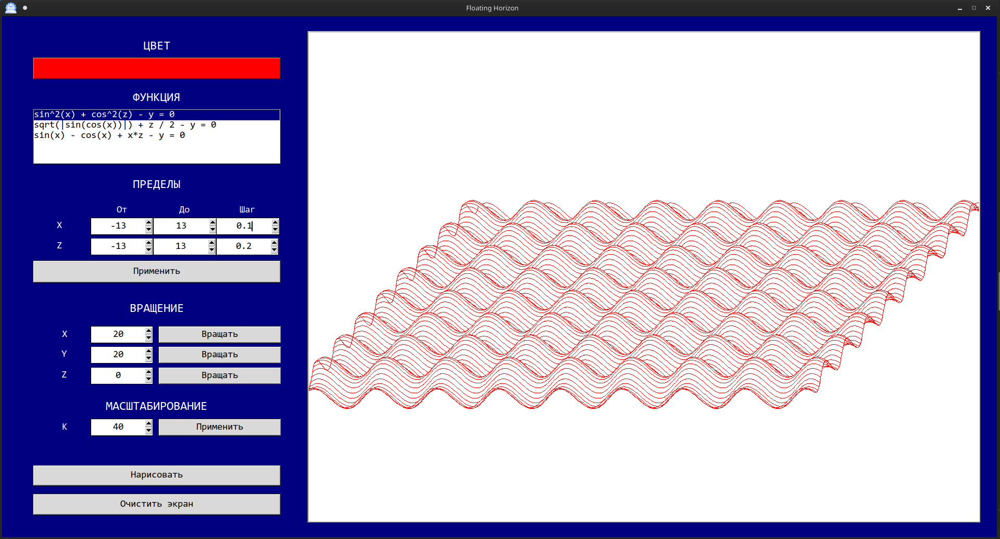 Floating Horizon
ЦВЕТ
ФУНКЦИЯ
sin^2(x) + cos^2(z) - y = 0
sqrt(|sin(cos(x))|) + z / 2 - y = 0
sin(x) - cos(x) + x*z - y = 0
ПРЕДЕЛЫ
От До Шаг
X -13 13 0.1
Z -13 13 0.2
Применить
ВРАЩЕНИЕ
X 20 Вращать
Y 20 Вращать
Z 0 Вращать
МАСШТАБИРОВАНИЕ
K 40 Применить
Нарисовать
Очистить экран